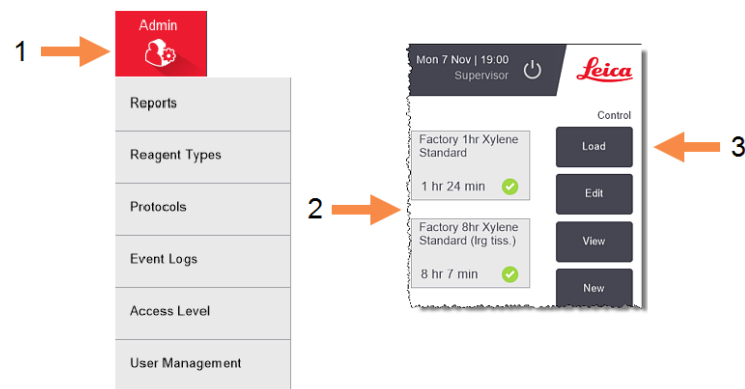 1
Admin
Reports
Reagent Types
Protocols
Event Logs
Access Level
User Management
2
Mon 7 Nov | 19:00
Supervisor
Leica
Control
Factory 1hr Xylene
Standard
1 hr 24 min
Factory 8hr Xylene
Standard (lrg tiss.)
8 hr 7 min
Load
Edit
View
New
3